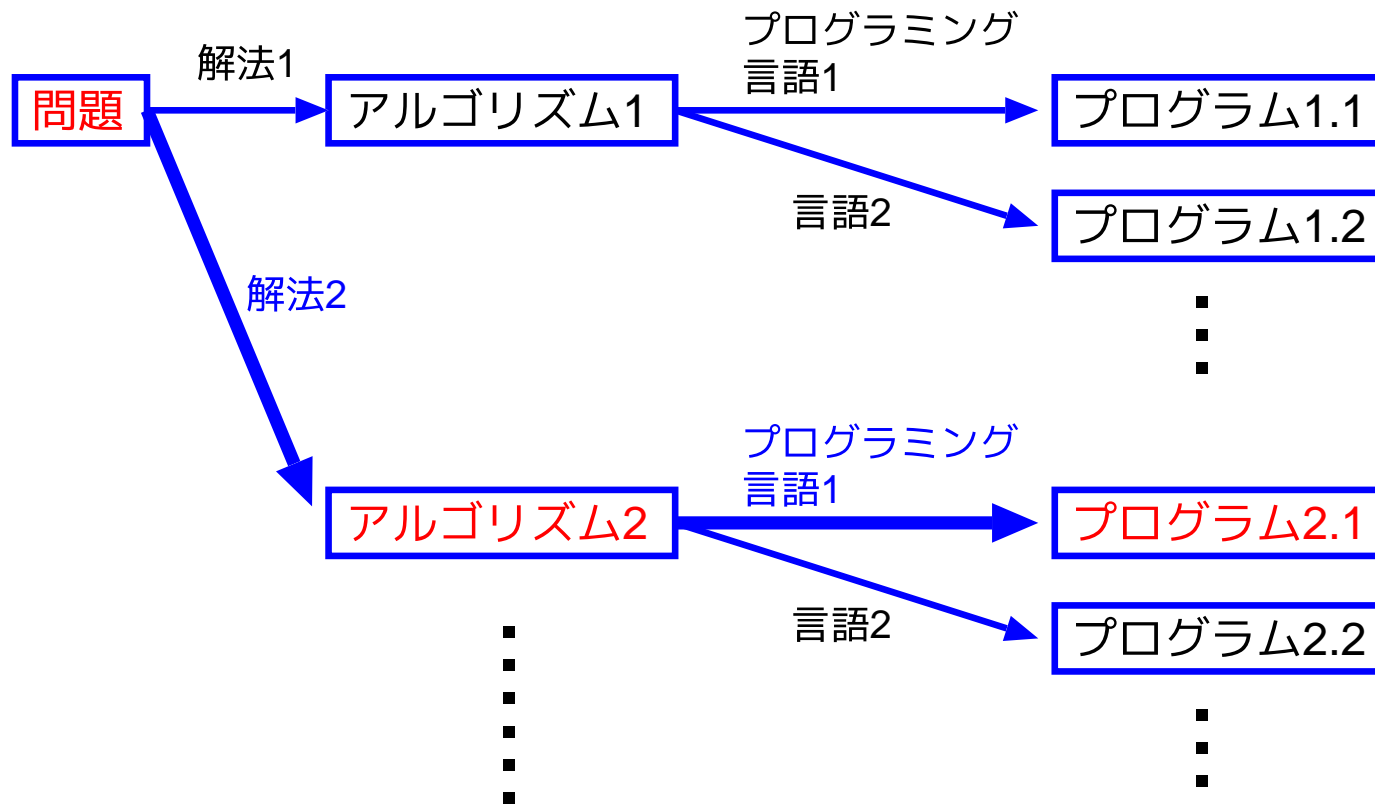 プログラミング
解法1
言語1
問題
アルゴリズム1
プログラム1.1
言語2
プログラム1.2
解法2
プログラミング
言語1
アルゴリズム2
プログラム2.1
言語2
プログラム2.2